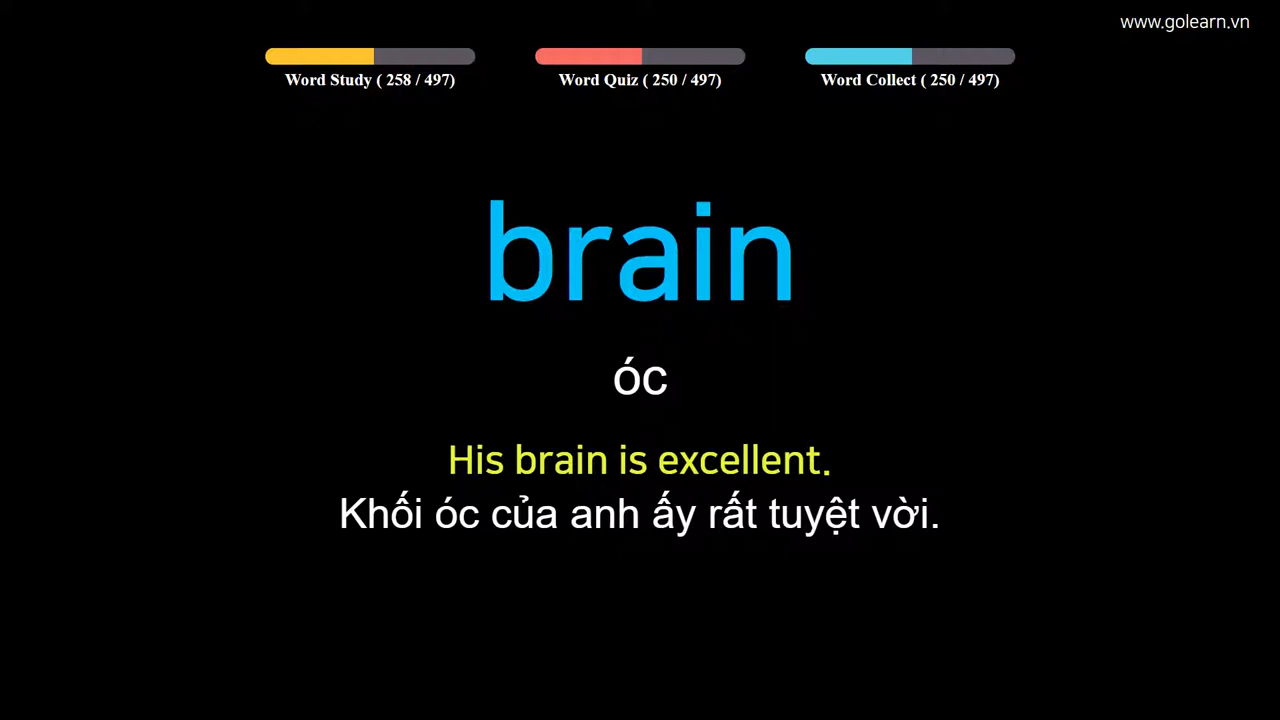 www.golearn.vn
Word Study ( 258 / 497) Word Quiz ( 250 / 497) Word Collect ( 250 / 497)
brain
óc
His brain is excellent.
Khối óc của anh ấy rất tuyệt vời.